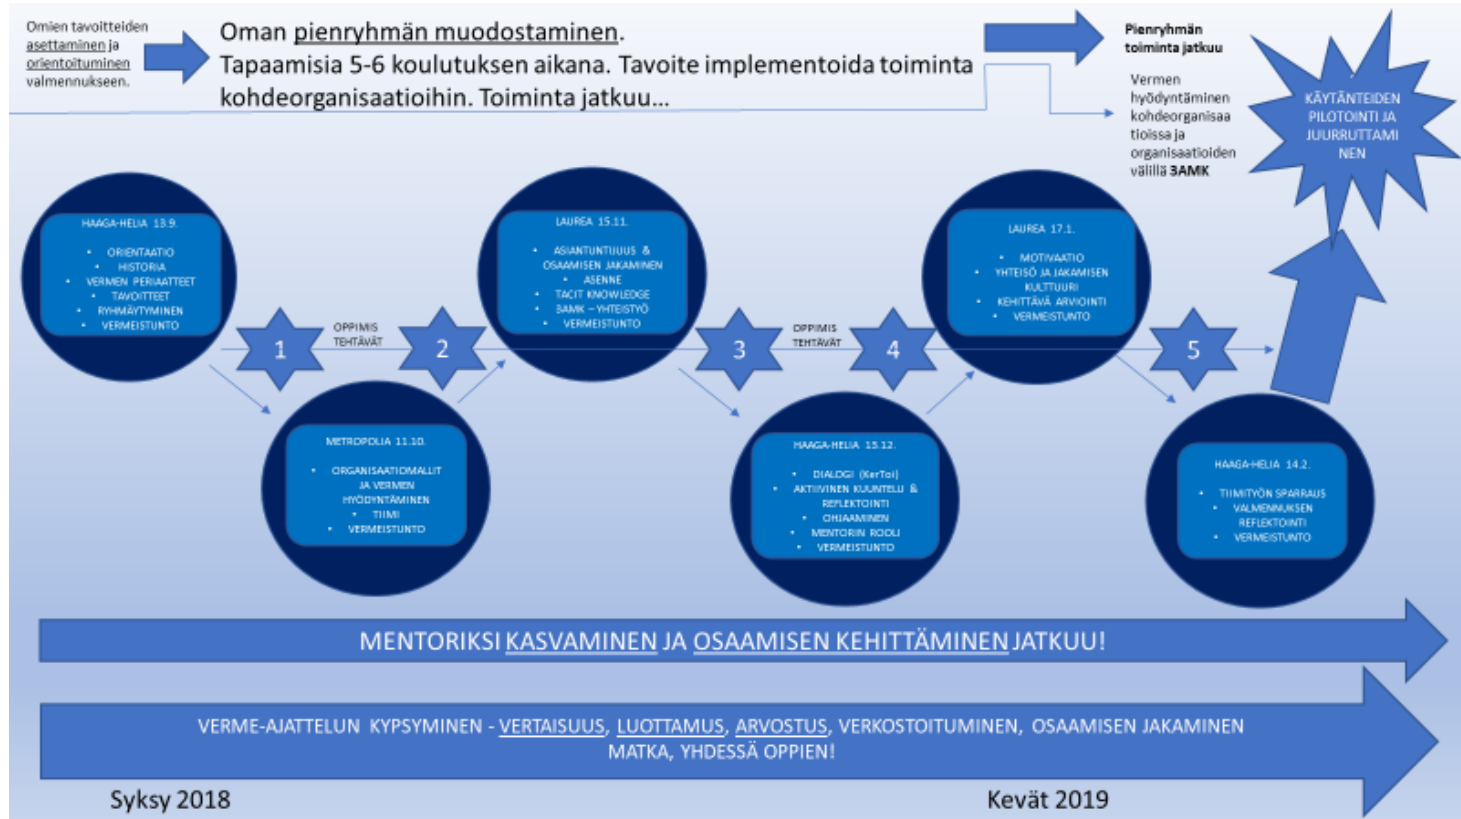 Omien tavoitteiden
asettaminen ja
orientoituminen
valmennukseen.
Oman pienryhmän muodostaminen.
Tapaamisia 5-6 koulutuksen aikana. Tavoite implementoida toiminta
kohdeorganisaatioihin. Toiminta jatkuu...
Pienryhmän
toiminta jatkuu
Vermen
hyödyntäminen
kohdeorganisaa
tioissa ja
organisaatioiden
välillä 3AMK
KÄYTÄNTEIDEN
PILOTOINTI JA
JUURRUTTAMI
NEN
HAAGA-HELIA 13.9.
• ORIENTAATIO
• HISTORIA
• VERMEN PERIAATTEET
• TAVOITTEET
• RYHMÄYTYMINEN
• VERMEISTUNTO
1
OPPIMIS
TEHTÄVÄT
2
METROPOLIA 11.10.
• ORGANISAATIOMALLIT
JA VERMEN
HYÖDYNTÄMINEN
• TIIMI
• VERMEISTUNTO
LAUREA 15.11.
• ASIANTUNTIJUUS &
OSAAMISEN JAKAMINEN
• ASENNE
• TACIT KNOWLEDGE
• 3AMK – YHTEISTYÖ
• VERMEISTUNTO
3
OPPIMIS
TEHTÄVÄT
4
HAAGA-HELIA 13.12.
• DIALOGI (KerToi)
• AKTIIVINEN KUUNTELU &
REFLEKTOINTI
• OHJAAMINEN
• MENTORIN ROOLI
• VERMEISTUNTO
LAUREA 17.1.
• MOTIVAATIO
• YHTEISÖ JA JAKAMISEN
KULTTUURI
• KEHITTÄVÄ ARVIOINTI
• VERMEISTUNTO
5
HAAGA-HELIA 14.2.
• TIIMITYÖN SPARRAUS
• VALMENNUKSEN
REFLEKTOINTI
• VERMEISTUNTO
MENTORIKSI KASVAMINEN JA OSAAMISEN KEHITTÄMINEN JATKUU!
VERME-AJATTELUN KYPSYMINEN - VERTAISUUS, LUOTTAMUS, ARVOSTUS, VERKOSTOITUMINEN, OSAAMISEN JAKAMINEN
MATKA, YHDESSÄ OPPIEN!
Syksy 2018
Kevät 2019